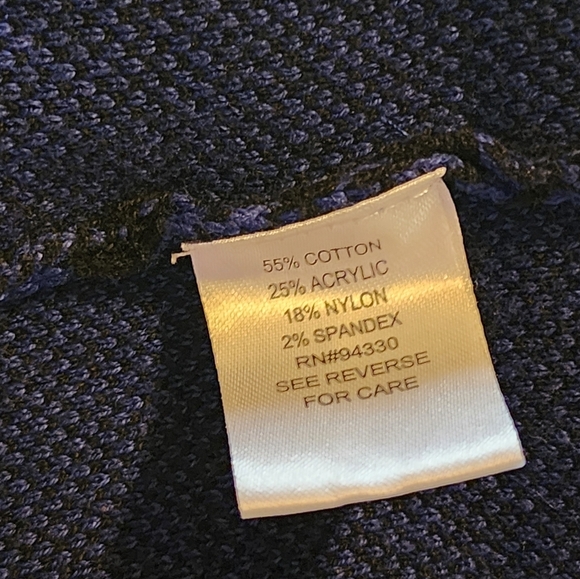 55% COTTON
25% ACRYLIC
18% NYLON
2% SPANDEX
RN#94330
SEE REVERSE
FOR CARE